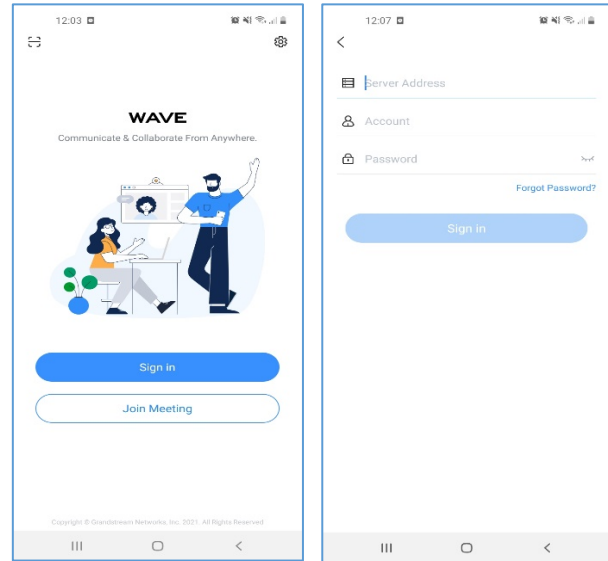 12:03
WAVE
Communicate & Collaborate From Anywhere.
Sign in
Join Meeting
Copyright © Grandstream Networks, Inc. 2021. All Rights Reserved
12:07
Server Address
Account
Password
Forgot Password?
Sign in